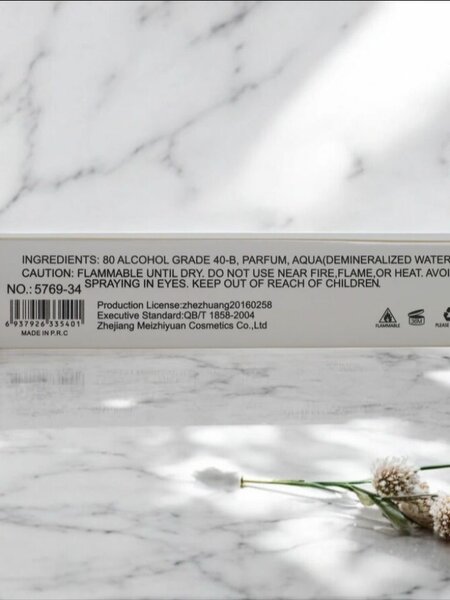 INGREDIENTS: 80 ALCOHOL GRADE 40-B, PARFUM, AQUA(DEMINERALIZED WATER
CAUTION: FLAMMABLE UNTIL DRY. DO NOT USE NEAR FIRE,FLAME,OR HEAT. AVOI
SPRAYING IN EYES. KEEP OUT OF REACH OF CHILDREN.
NO.: 5769-34
6 937926 335401
MADE IN P.R.C
Production License:zhezhuang20160258
Executive Standard:QB/T 1858-2004
Zhejiang Meizhiyuan Cosmetics Co.,Ltd
FLAMMABLE
PLEASE